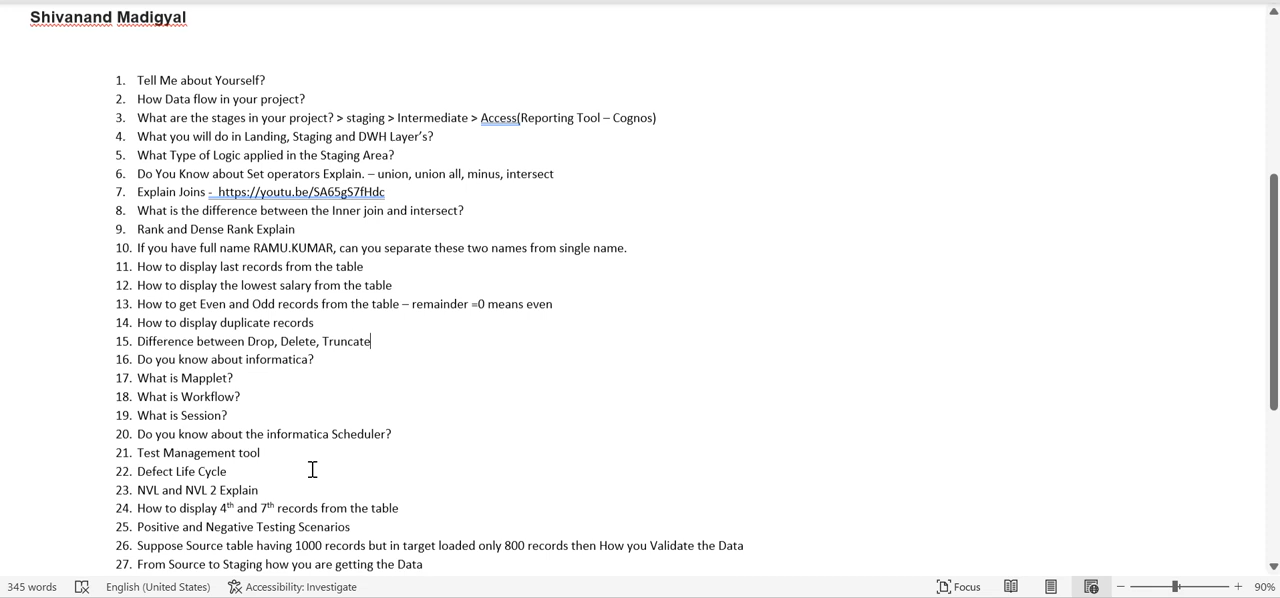 Shivanand Madigyal
1. Tell Me about Yourself?
2. How Data flow in your project?
3. What are the stages in your project? > staging > Intermediate > Access(Reporting Tool – Cognos)
4. What you will do in Landing, Staging and DWH Layer's?
5. What Type of Logic applied in the Staging Area?
6. Do You Know about Set operators Explain. – union, union all, minus, intersect
7. Explain Joins - https://youtu.be/SA65gS7fHdc
8. What is the difference between the Inner join and intersect?
9. Rank and Dense Rank Explain
10. If you have full name RAMU.KUMAR, can you separate these two names from single name.
11. How to display last records from the table
12. How to display the lowest salary from the table
13. How to get Even and Odd records from the table – remainder =0 means even
14. How to display duplicate records
15. Difference between Drop, Delete, Truncate
16. Do you know about informatica?
17. What is Mapplet?
18. What is Workflow?
19. What is Session?
20. Do you know about the informatica Scheduler?
21. Test Management tool
22. Defect Life Cycle
23. NVL and NVL 2 Explain
24. How to display 4th and 7th records from the table
25. Positive and Negative Testing Scenarios
26. Suppose Source table having 1000 records but in target loaded only 800 records then How you Validate the Data
27. From Source to Staging how you are getting the Data
345 words English (United States) Accessibility: Investigate Focus 90%